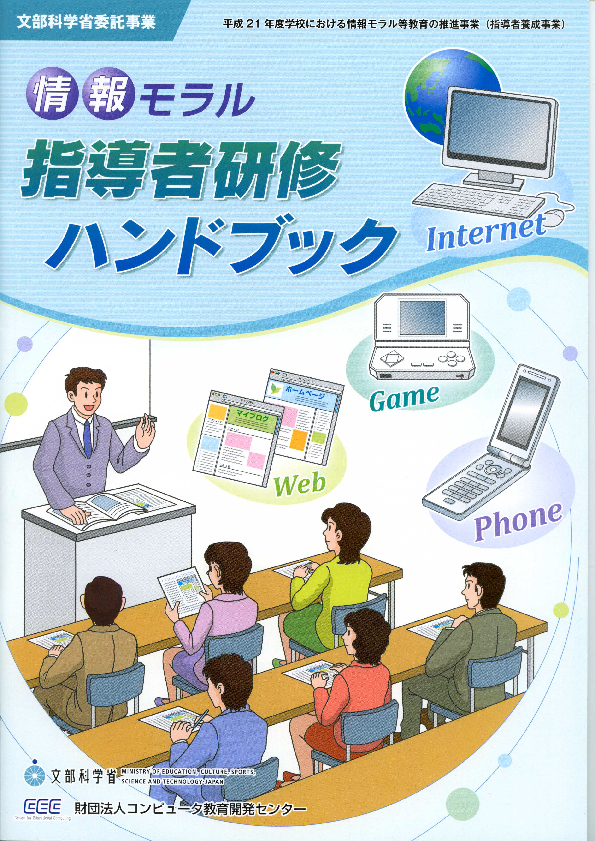 文部科学省委託事業
平成21年度学校における情報モラル等教育の推進事業（指導者養成事業）
情報モラル
指導者研修
ハンドブック
Internet
Game
ホームページ
マイブログ
Web
Phone
文部科学省
MINISTRY OF EDUCATION, CULTURE, SPORTS,
SCIENCE AND TECHNOLOGY-JAPAN
CEC
Center for Educational Computing
財団法人コンピュータ教育開発センター